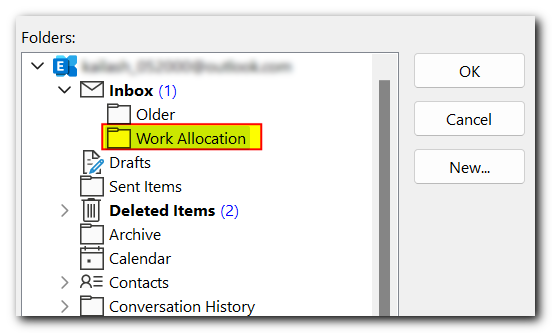 Folders:
Inbox (1)
Older
Work Allocation
Drafts
Sent Items
Deleted Items (2)
Archive
Calendar
Contacts
Conversation History
OK
Cancel
New...